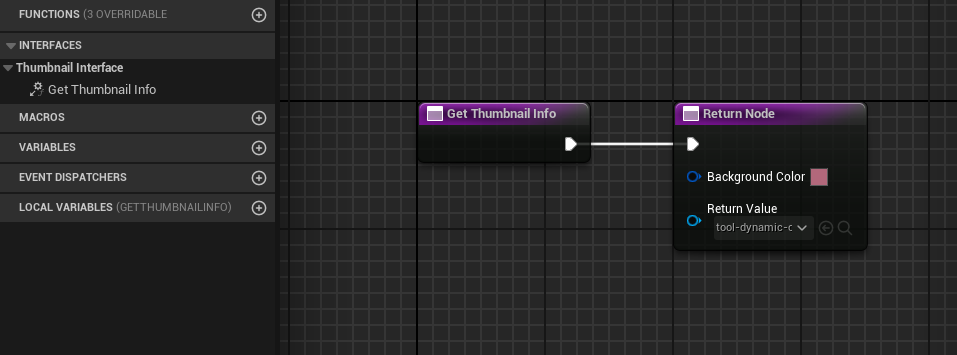 FUNCTIONS (3 OVERRIDABLE
INTERFACES
Thumbnail Interface
Get Thumbnail Info
MACROS
VARIABLES
EVENT DISPATCHERS
LOCAL VARIABLES (GETTHUMBNAILINFO)
Get Thumbnail Info
Return Node
Background Color
Return Value
tool-dynamic-c